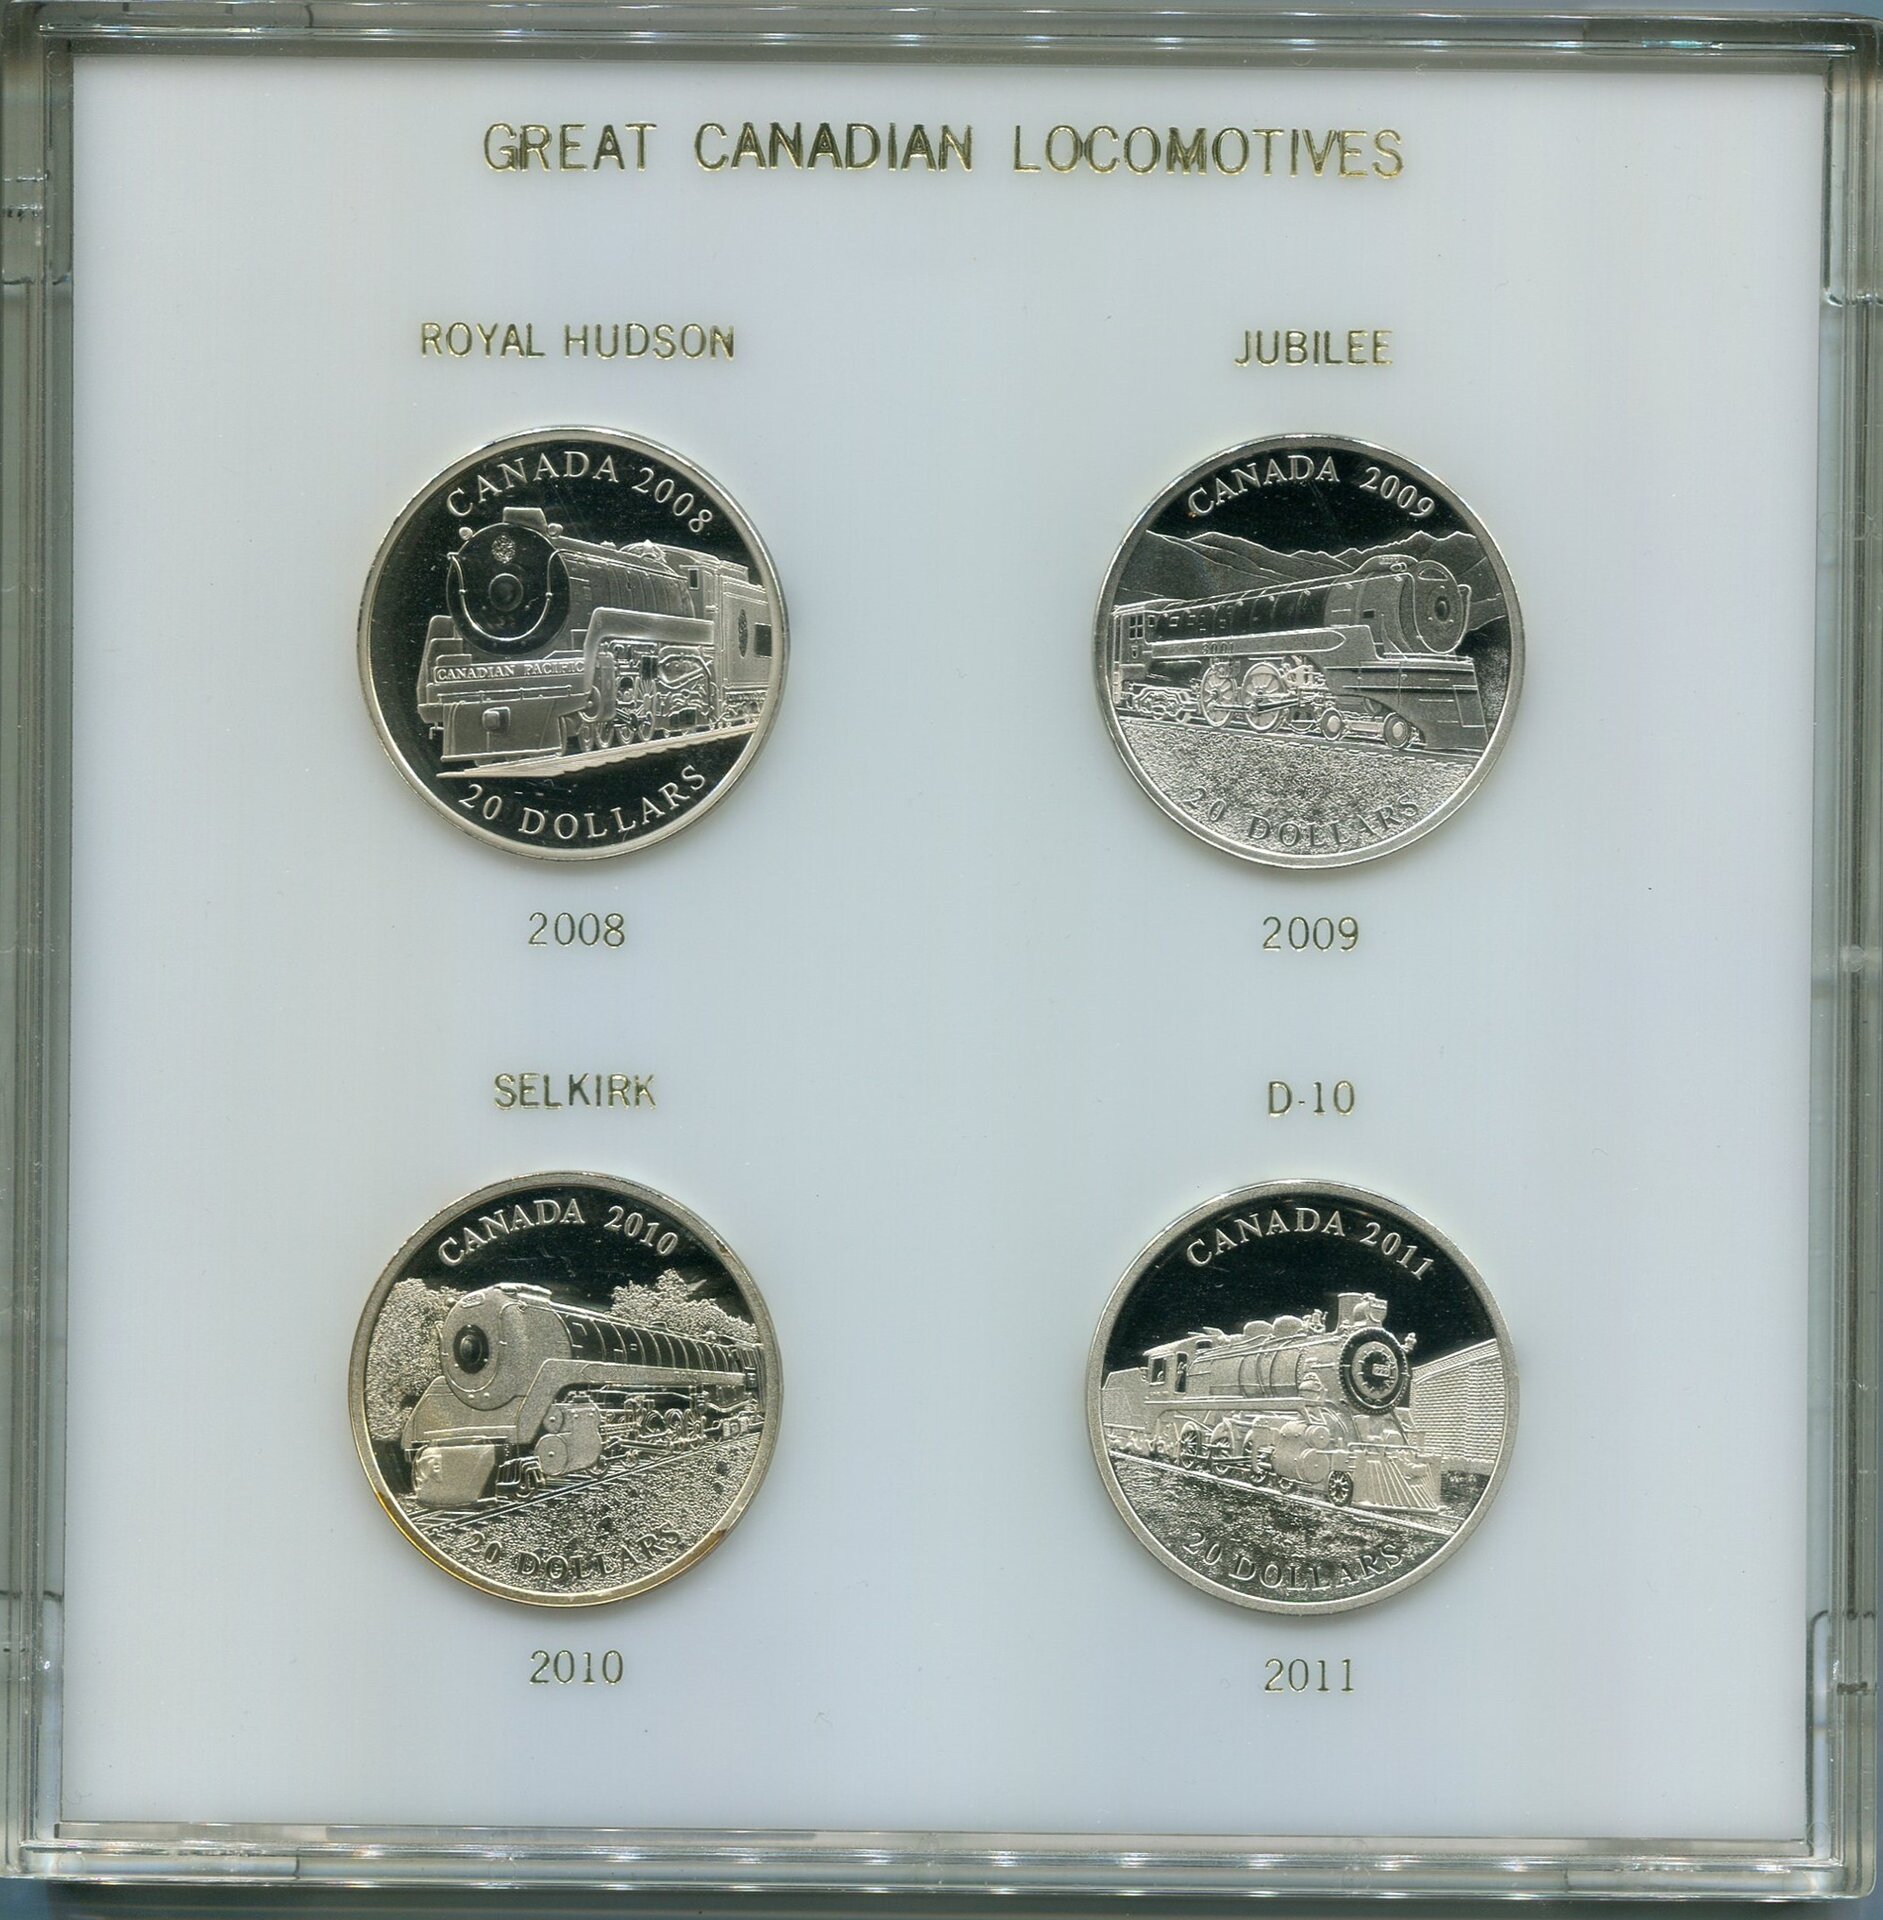 GREAT CANADIAN LOCOMOTIVES
ROYAL HUDSON
JUBILEE
CANADA 2008
CANADIAN PACIFIC
20 DOLLARS
CANADA 2009
3001
20 DOLLARS
2008
2009
SELKIRK
D-10
CANADA 2010
20 DOLLARS
CANADA 2011
20 DOLLARS
2010
2011